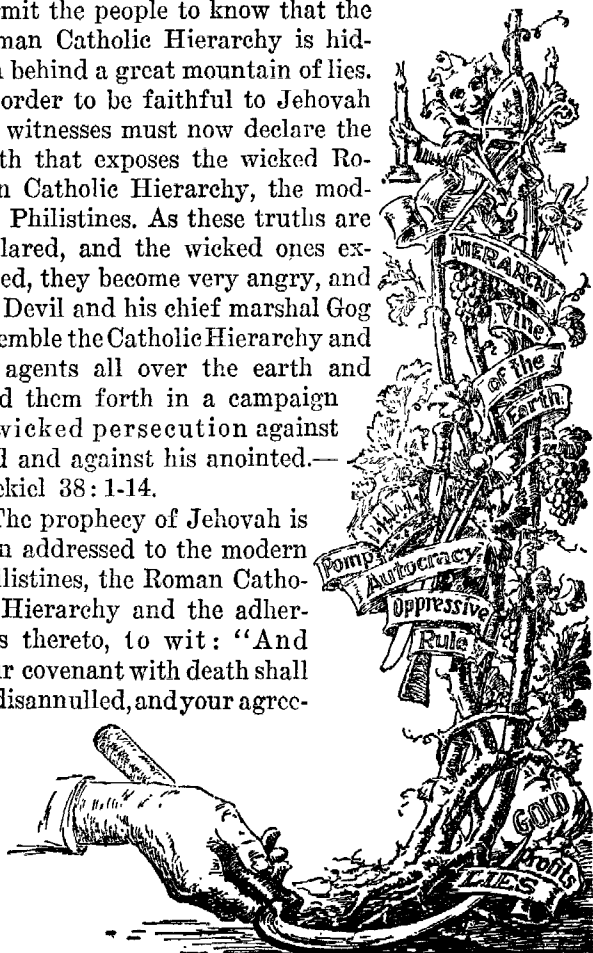 mit the people to know that the
man Catholic Hierarchy is hid-
behind a great mountain of lies.
order to be faithful to Jehovah
witnesses must now declare the
th that exposes the wicked Ro-
n Catholic Hierarchy, the mod-
Philistines. As these truths are
lared, and the wicked ones ex-
ed, they become very angry, and
Devil and his chief marshal Gog
emble the Catholic Hierarchy and
agents all over the earth and
d them forth in a campaign
wicked persecution against
d and against his anointed.—
ekiel 38: 1-14.
The prophecy of Jehovah is
n addressed to the modern
ilistines, the Roman Catho-
Hierarchy and the adher-
s thereto, to wit: “And
r covenant with death shall
disannulled, and your agree-
HIERARCHY
Vine
of the
Earth
Pomp
Autocracy
Oppressive
Rule
GOLD
Profits
LIES